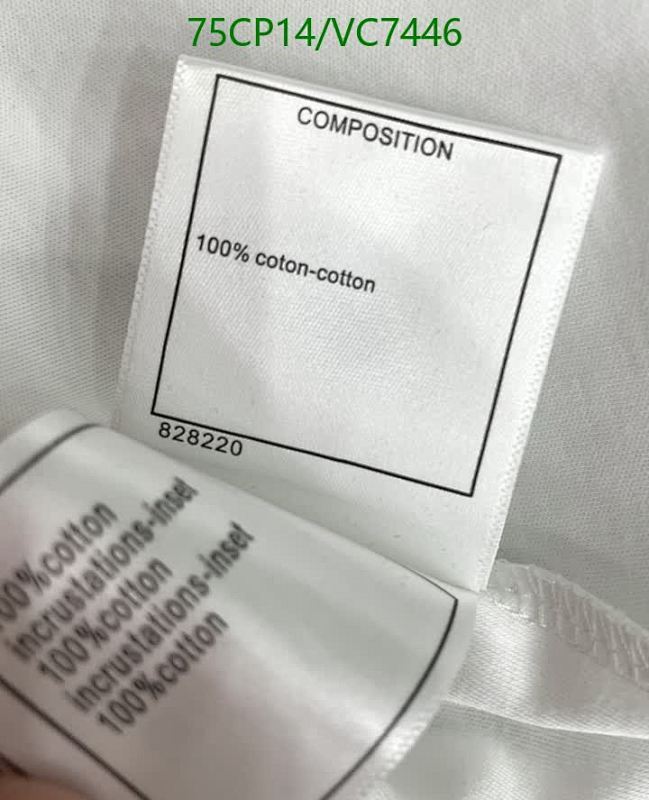 75CP14/VC7446
COMPOSITION
100% coton-cotton
828220
100%cotton
incrustations-inset
100%cotton
incrustations-inset
100%cotton